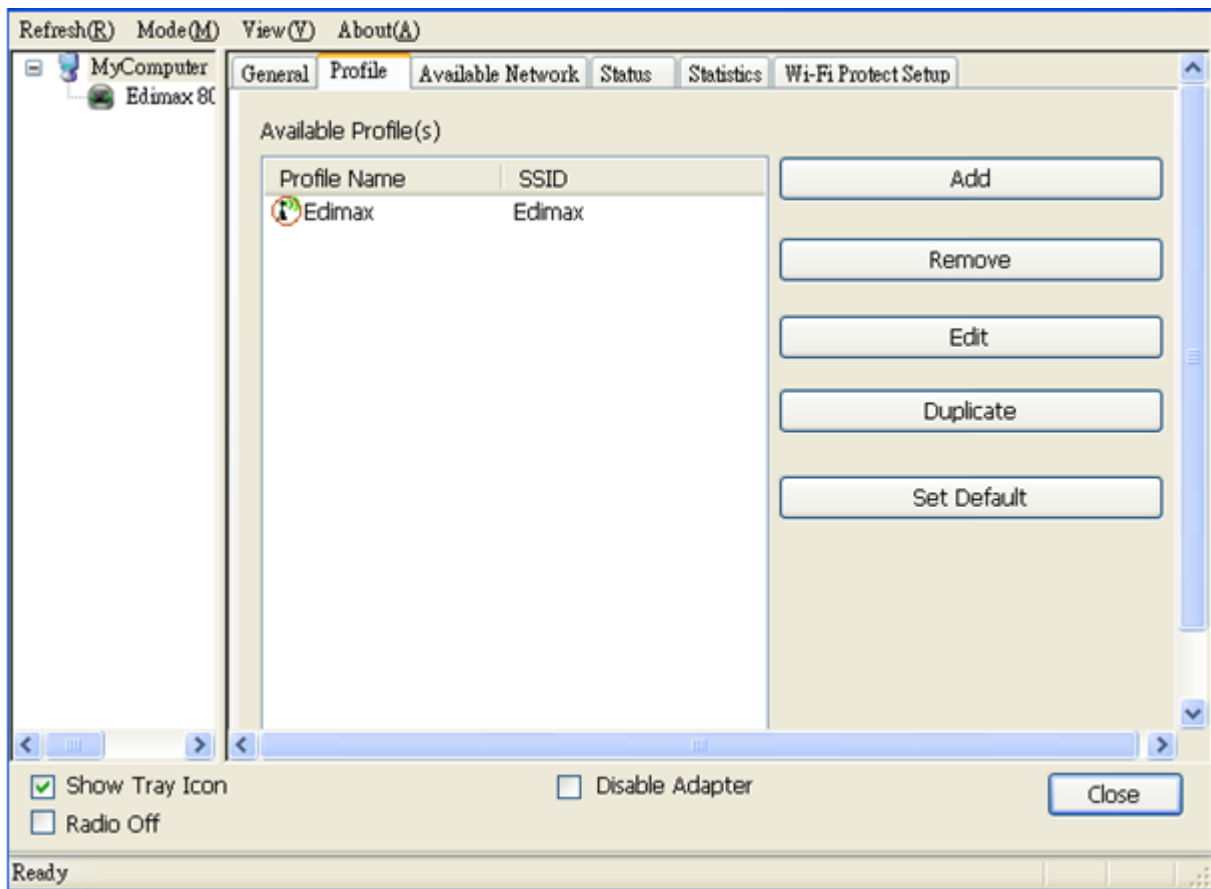 Refresh(R) Mode(M) View(V) About(A)
MyComputer
Edimax 80
General Profile Available Network Status Statistics Wi-Fi Protect Setup
Available Profile(s)
Profile Name SSID
Edimax Edimax
Add
Remove
Edit
Duplicate
Set Default
Show Tray Icon
Disable Adapter
Radio Off
Close
Ready